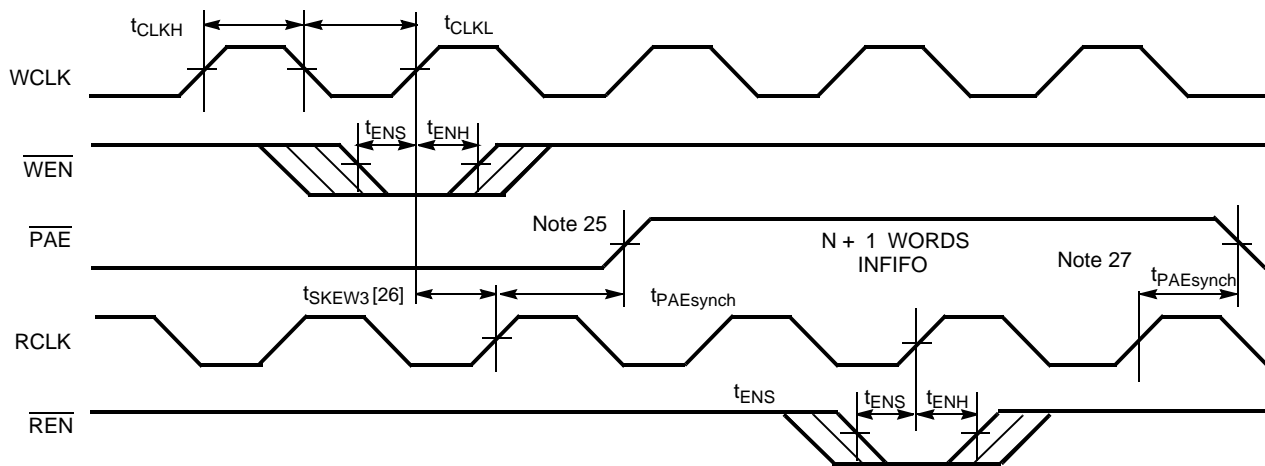 tCLKH
tCLKL
WCLK
tENS
tENH
WEN
Note 25
PAE
N + 1 WORDS
INFIFO
Note 27
tSKEW3 [26]
tPAEsynch
tPAEsynch
RCLK
tENS
tENS
tENH
REN